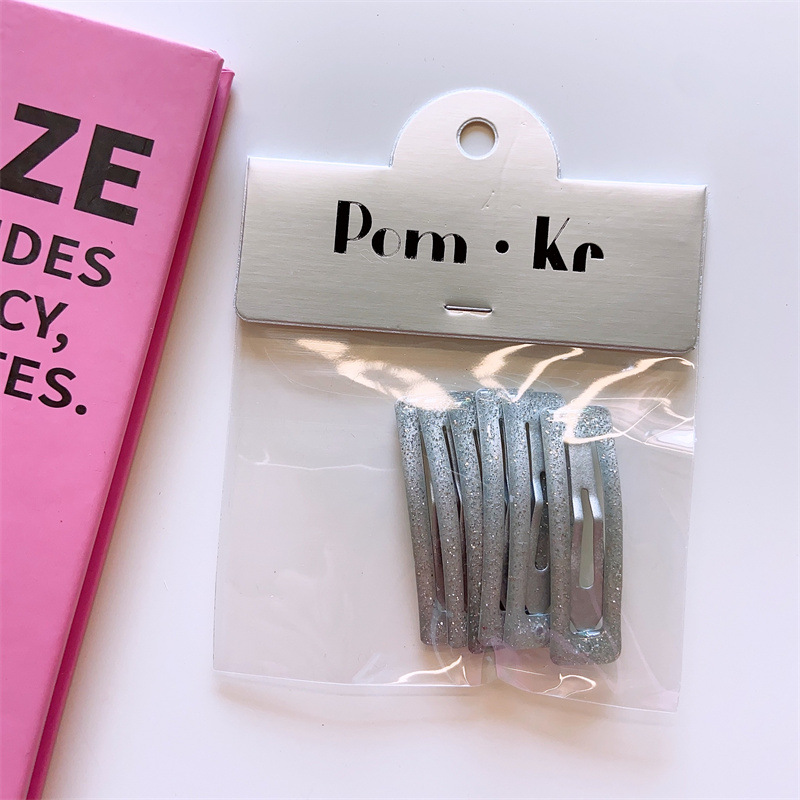 ZE
IDES
CY,
TES.
Pom · Kr